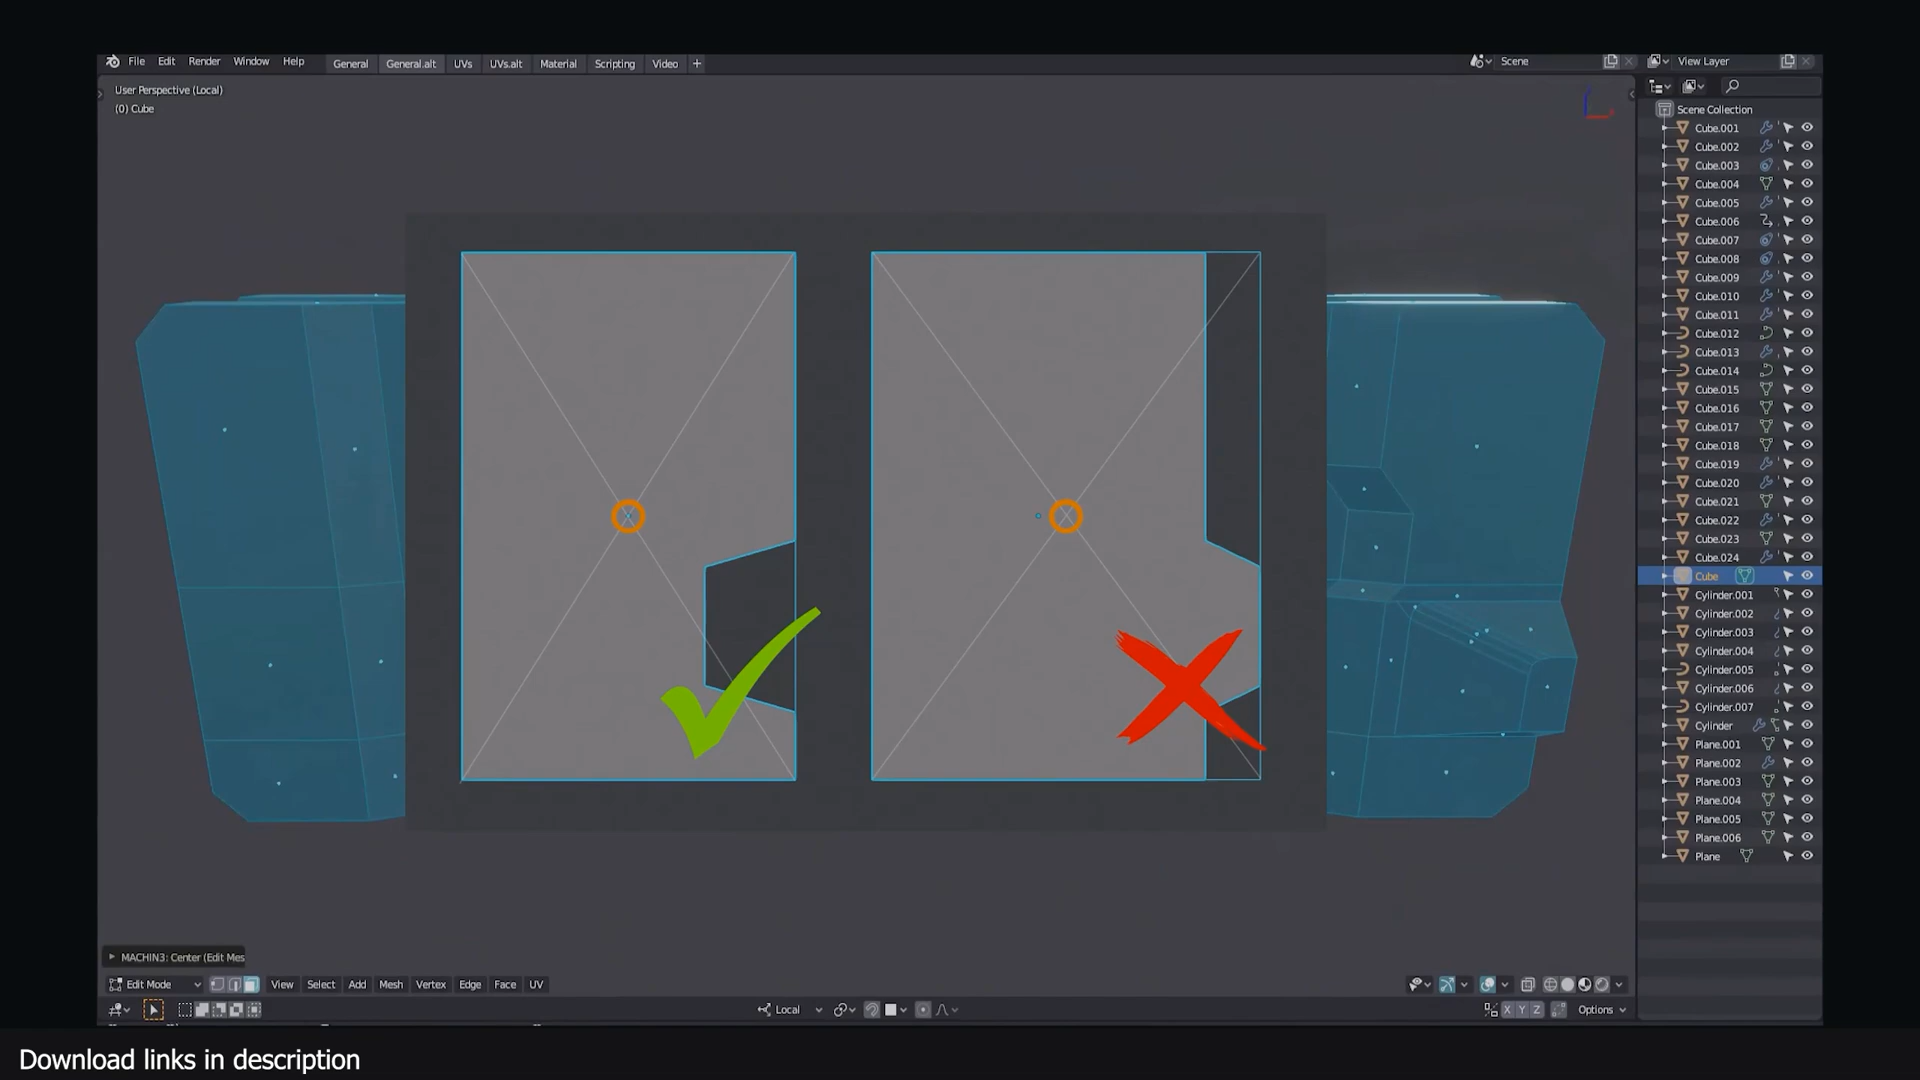 File Edit Render Window Help General General.alt UVs UVs.alt Material Scripting Video + Scene View Layer
User Perspective (Local)
(0) Cube
Scene Collection
Cube.001
Cube.002
Cube.003
Cube.004
Cube.005
Cube.006
Cube.007
Cube.008
Cube.009
Cube.010
Cube.011
Cube.012
Cube.013
Cube.014
Cube.015
Cube.016
Cube.017
Cube.018
Cube.019
Cube.020
Cube.021
Cube.022
Cube.023
Cube.024
Cube
Cylinder.001
Cylinder.002
Cylinder.003
Cylinder.004
Cylinder.005
Cylinder.006
Cylinder.007
Cylinder
Plane.001
Plane.002
Plane.003
Plane.004
Plane.005
Plane.006
Plane
MACHIN3: Center (Edit Mes
Edit Mode View Select Add Mesh Vertex Edge Face UV
Local X Y Z Options
Download links in description